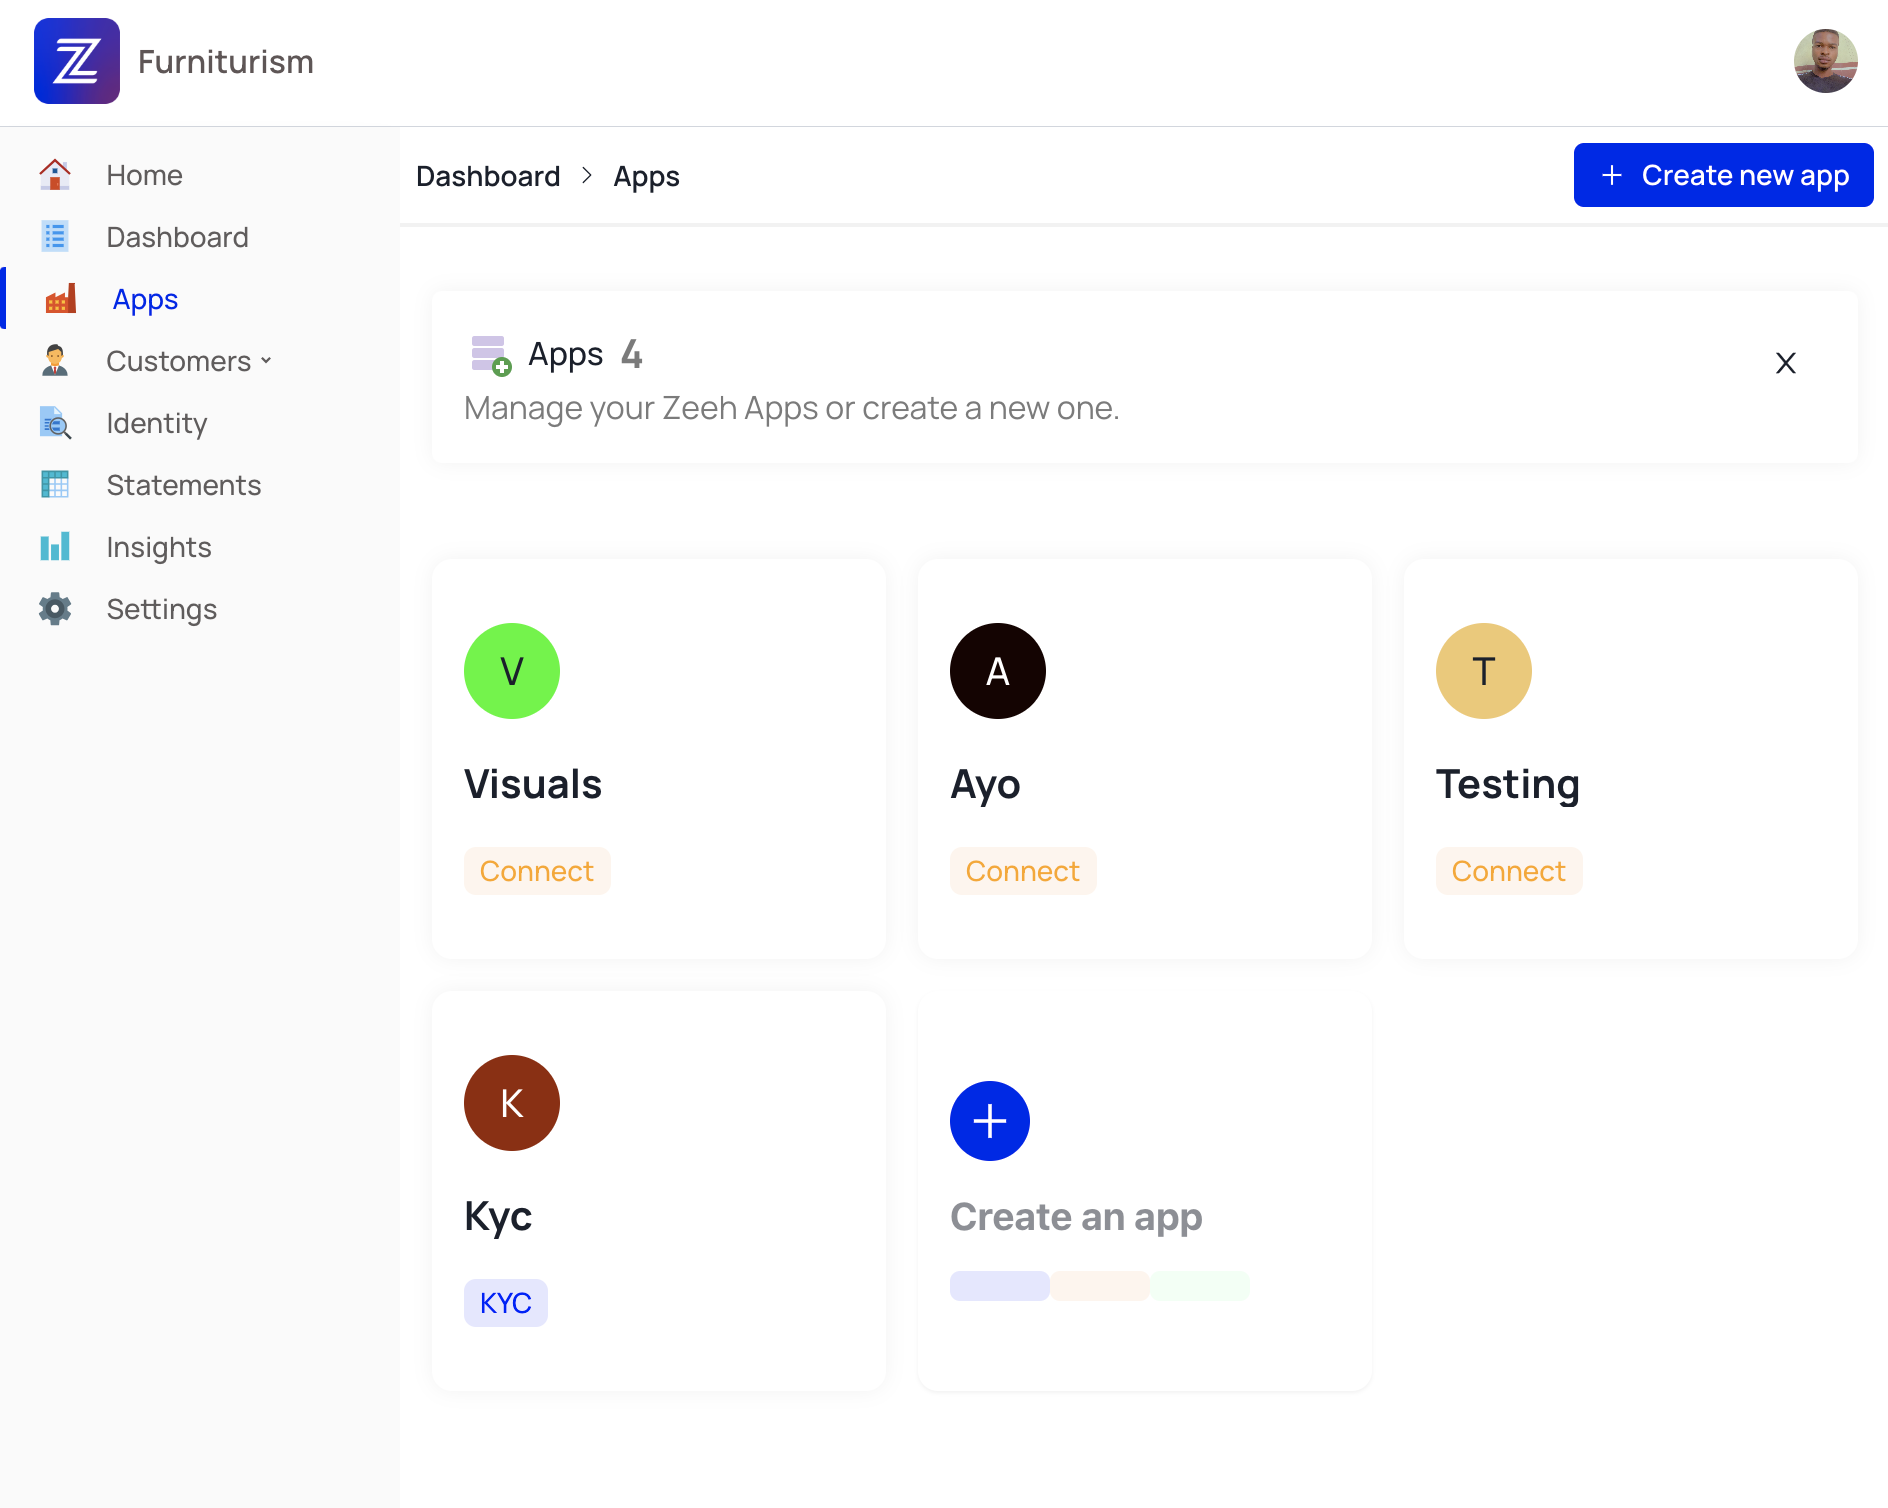 Furniturism
Home
Dashboard
Apps
Customers
Identity
Statements
Insights
Settings
Dashboard > Apps
+ Create new app
Apps 4
X
Manage your Zeeh Apps or create a new one.
V
Visuals
Connect
A
Ayo
Connect
T
Testing
Connect
K
Kyc
KYC
Create an app